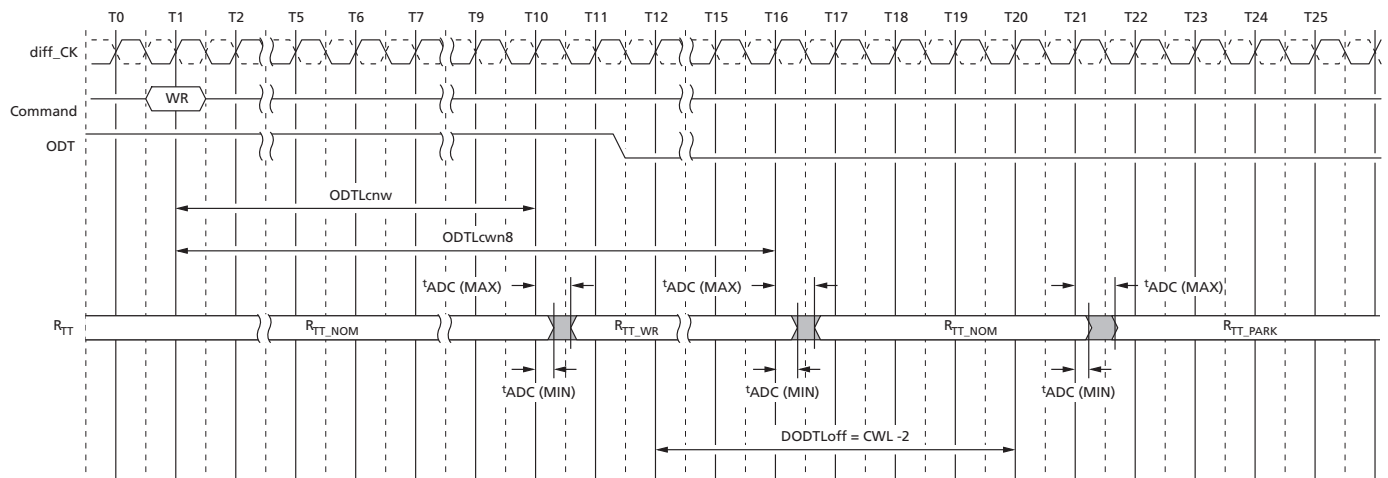 T0 T1 T2 T5 T6 T7 T9 T10 T11 T12 T15 T16 T17 T18 T19 T20 T21 T22 T23 T24 T25
diff_CK
Command WR
ODT
ODTLcnw
ODTLcwn8
tADC (MAX) tADC (MAX) tADC (MAX)
RTT RTT_NOM RTT_WR RTT_NOM RTT_PARK
tADC (MIN) tADC (MIN) tADC (MIN)
DODTLoff = CWL -2